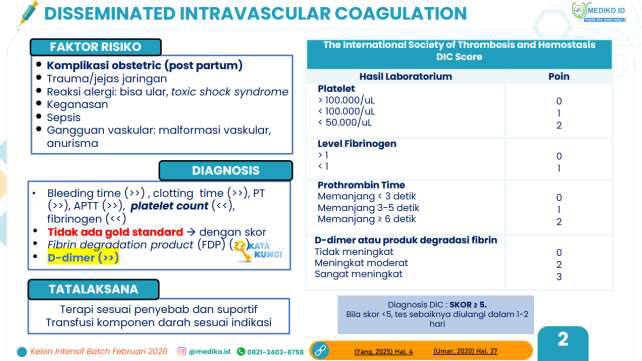 DISSEMINATED INTRAVASCULAR COAGULATION
MEDIKO.ID
FAKTOR RISIKO
• Komplikasi obstetric (post partum)
• Trauma/jejas jaringan
• Reaksi alergi: bisa ular, toxic shock syndrome
• Keganasan
• Sepsis
• Gangguan vaskular: malformasi vaskular,
anurisma
DIAGNOSIS
• Bleeding time (>>) , clotting time (>>), PT
(>>), APTT (>>), platelet count (<<),
fibrinogen (<<)
• Tidak ada gold standard → dengan skor
• Fibrin degradation product (FDP) (>>)
• D-dimer (>>)
KATA
KUNCI
TATALAKSANA
Terapi sesuai penyebab dan suportif
Transfusi komponen darah sesuai indikasi
The International Society of Thrombosis and Hemostasis
DIC Score
Hasil Laboratorium Poin
Platelet
> 100.000/uL 0
< 100.000/uL 1
< 50.000/uL 2
Level Fibrinogen
> 1 0
< 1 1
Prothrombin Time
Memanjang < 3 detik 0
Memanjang 3-5 detik 1
Memanjang ≥ 6 detik 2
D-dimer atau produk degradasi fibrin
Tidak meningkat 0
Meningkat moderat 2
Sangat meningkat 3
Diagnosis DIC : SKOR ≥ 5.
Bila skor <5, tes sebaiknya diulangi dalam 1-2
hari
2
Kelon Intensif Batch Februari 2026 @mediko.id 0821-3403-8758 (Yang, 2025) Hal. 4 (Umar, 2020) Hal. 27